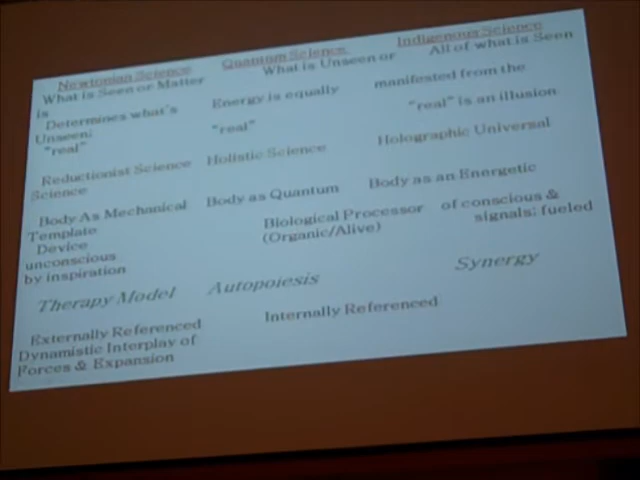 Newtonian Science Quantum Science Indigenous Science
What is Seen or Matter What is Unseen or All of what is Seen
is
Determines what's Energy is equally manifested from the
Unseen;
"real" "real" "real" is an illusion
Reductionist Science Holistic Science Holographic Universal
Science
Body As Mechanical Body as Quantum Body as an Energetic
Template
Device Biological Processor of conscious &
unconscious (Organic/Alive) signals; fueled
by inspiration
Therapy Model Autopoiesis Synergy
Externally Referenced Internally Referenced
Dynamistic Interplay of
Forces & Expansion